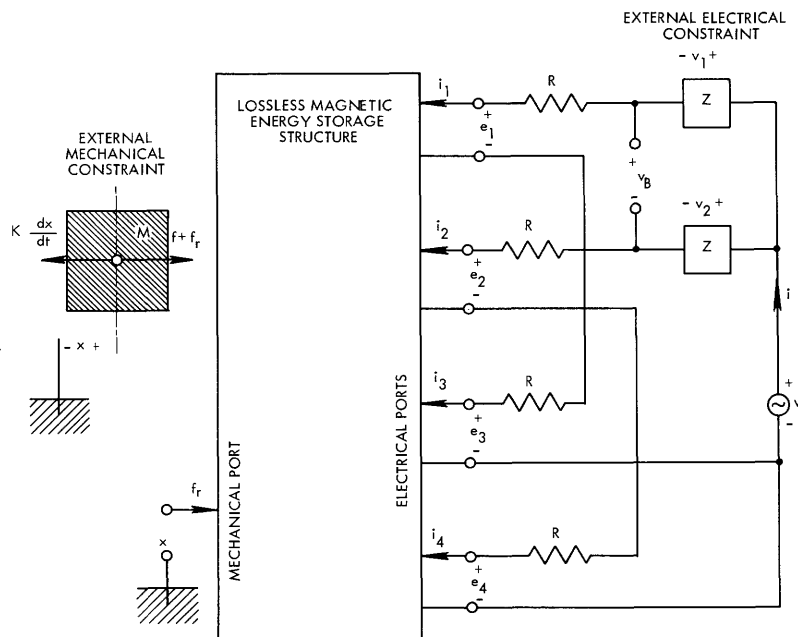 EXTERNAL ELECTRICAL
CONSTRAINT
- v1 +
Z
i1
R
+
e1
-
LOSSLESS MAGNETIC
ENERGY STORAGE
STRUCTURE
+
vB
-
EXTERNAL
MECHANICAL
CONSTRAINT
K dx/dt
M
f + fr
- x +
i2
R
+
e2
-
- v2 +
Z
i
i3
R
+
e3
-
+
v
-
MECHANICAL PORT
ELECTRICAL PORTS
fr
x
i4
R
+
e4
-